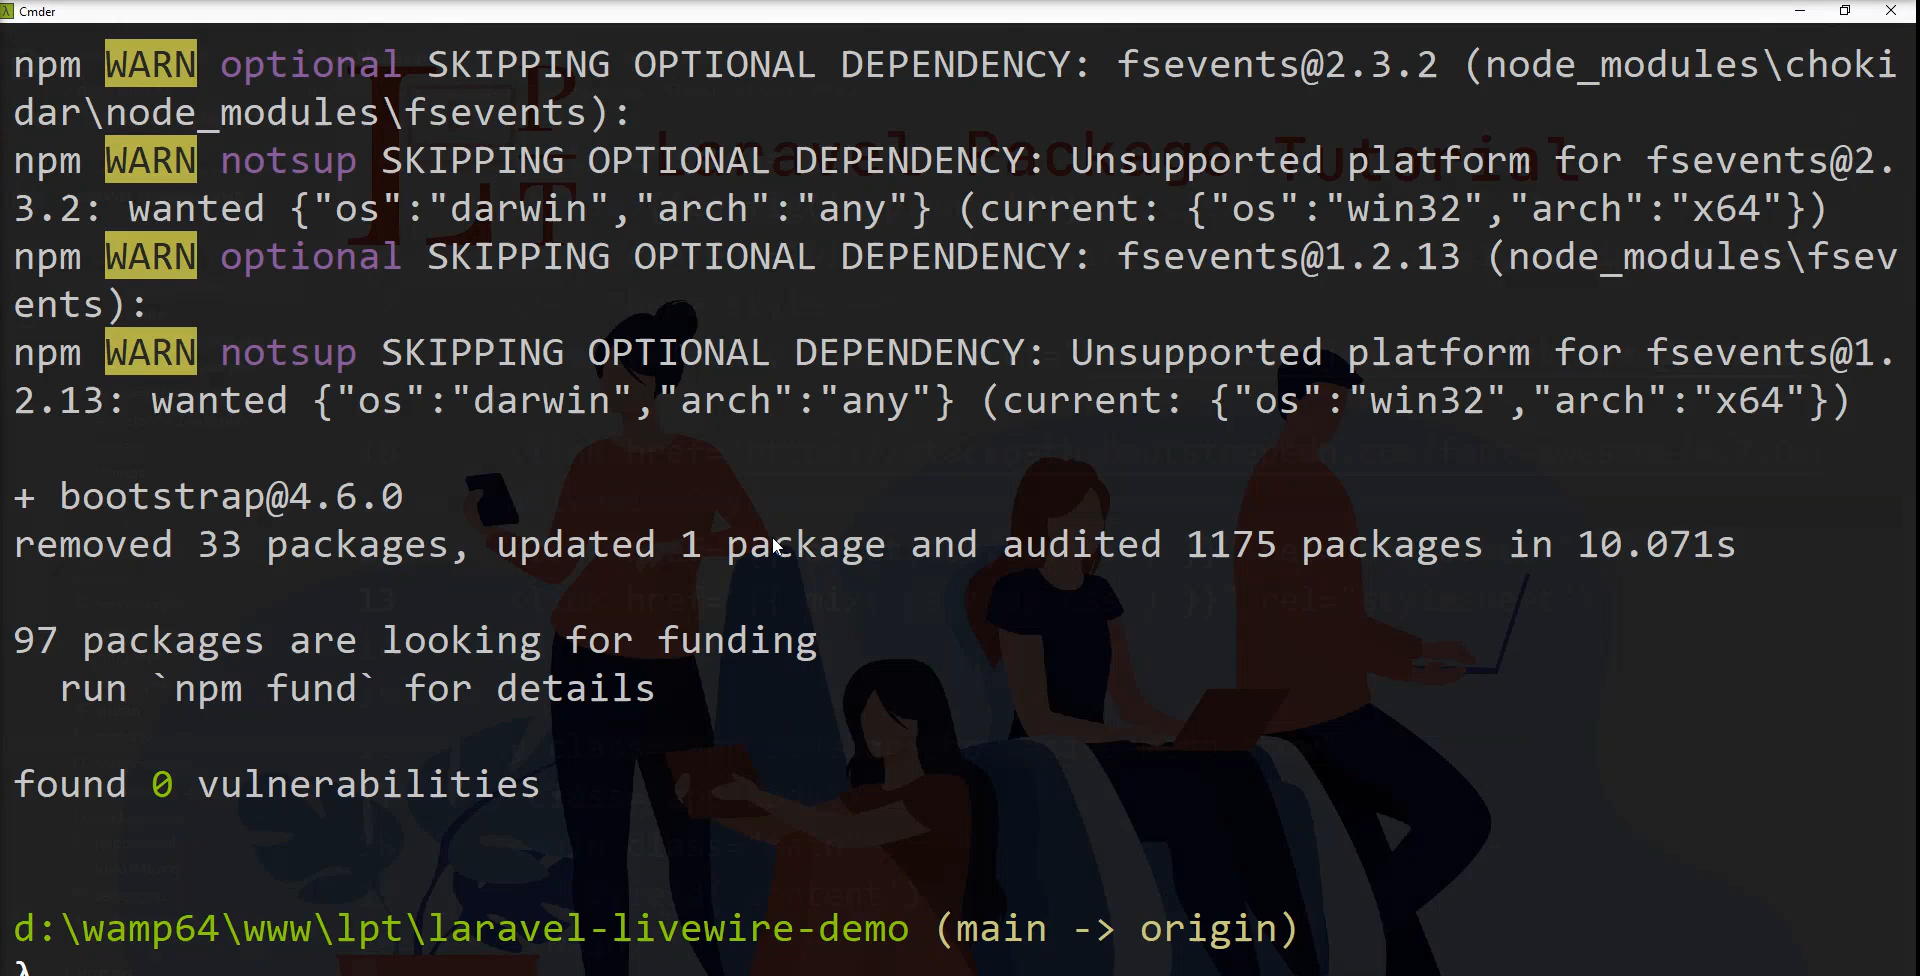 Cmder
npm WARN optional SKIPPING OPTIONAL DEPENDENCY: fsevents@2.3.2 (node_modules\choki
dar\node_modules\fsevents):
npm WARN notsup SKIPPING OPTIONAL DEPENDENCY: Unsupported platform for fsevents@2.
3.2: wanted {"os":"darwin","arch":"any"} (current: {"os":"win32","arch":"x64"})
npm WARN optional SKIPPING OPTIONAL DEPENDENCY: fsevents@1.2.13 (node_modules\fsev
ents):
npm WARN notsup SKIPPING OPTIONAL DEPENDENCY: Unsupported platform for fsevents@1.
2.13: wanted {"os":"darwin","arch":"any"} (current: {"os":"win32","arch":"x64"})
+ bootstrap@4.6.0
removed 33 packages, updated 1 package and audited 1175 packages in 10.071s
97 packages are looking for funding
run `npm fund` for details
found 0 vulnerabilities
d:\wamp64\www\lpt\laravel-livewire-demo (main -> origin)
λ
Laravel Package Tutorial